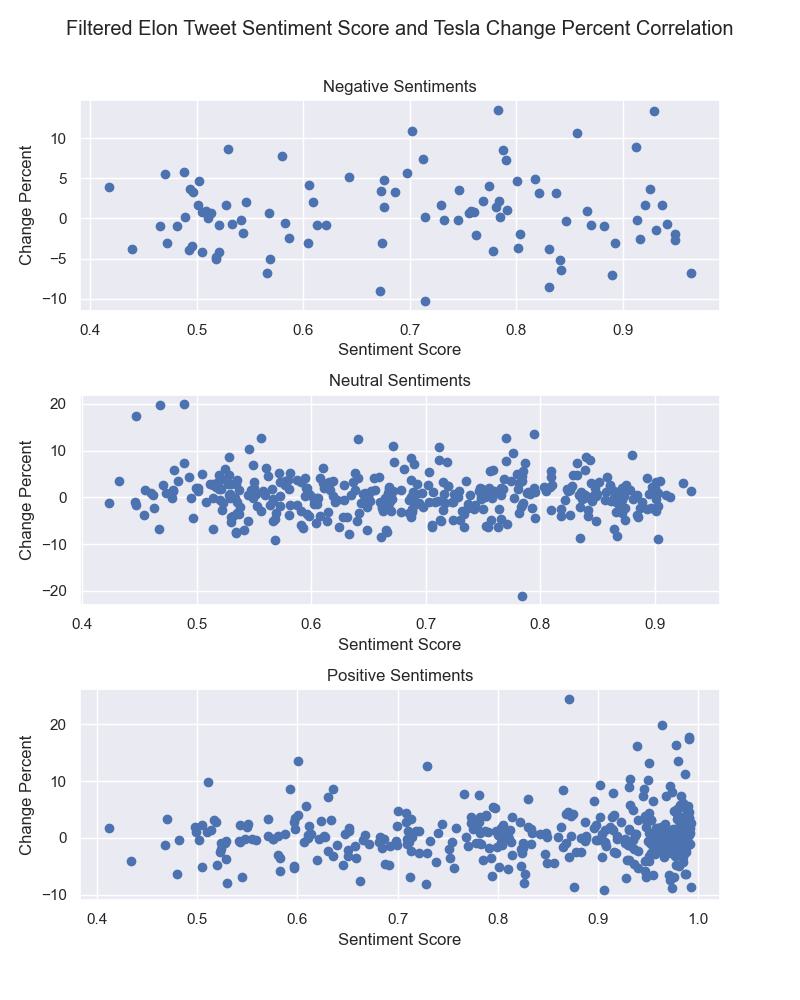 Filtered Elon Tweet Sentiment Score and Tesla Change Percent Correlation
Negative Sentiments
Change Percent
10
5
0
−5
−10
0.4 0.5 0.6 0.7 0.8 0.9
Sentiment Score
Neutral Sentiments
Change Percent
20
10
0
−10
−20
0.4 0.5 0.6 0.7 0.8 0.9
Sentiment Score
Positive Sentiments
Change Percent
20
10
0
−10
0.4 0.5 0.6 0.7 0.8 0.9 1.0
Sentiment Score